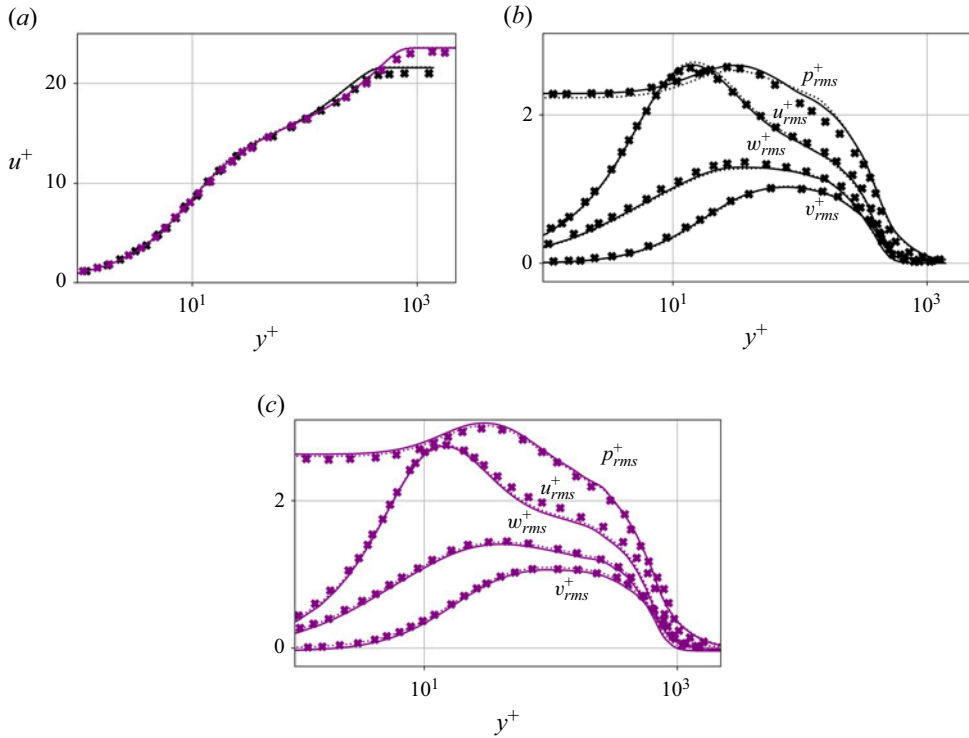 (a)
20
u+
10
0
10^1
10^3
y+
(b)
p+rms
2
u+rms
w+rms
v+rms
0
10^1
10^3
y+
(c)
p+rms
2
u+rms
w+rms
v+rms
0
10^1
10^3
y+